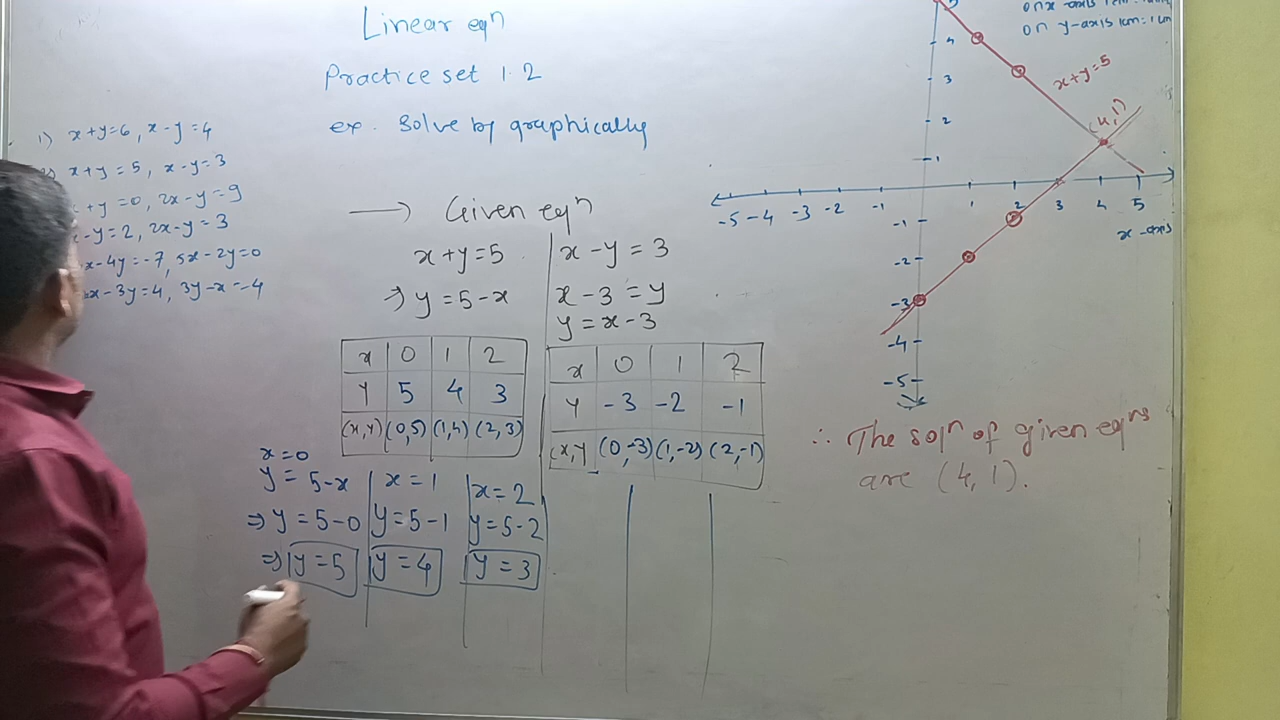 Linear eqn
Practice set 1.2
ex. Solve by graphically
1) x+y=6, x-y=4
x+y=5, x-y=3
+y=0, 2x-y=9
-y=2, 2x-y=3
x-4y=-7, 5x-2y=0
x-3y=4, 3y-x=-4
→ Given eqn
x+y=5
⇒ y=5-x
x 0 1 2
Y 5 4 3
(x,Y) (0,5) (1,4) (2,3)
x-y=3
x-3=y
y=x-3
x 0 1 2
Y -3 -2 -1
(x,Y (0,-3) (1,-2) (2,-1)
x=0
y=5-x
⇒ y=5-0
⇒ y=5
x=1
y=5-1
y=4
x=2
y=5-2
y=3
on x-axis 1cm
on y-axis 1cm=1cm
x+y=5
(4,1)
4
3
2
1
-5 -4 -3 -2 -1 1 2 3 4 5
x-axis
-1
-2
-3
-4
-5
∴ The soln of given eqns
are (4,1).